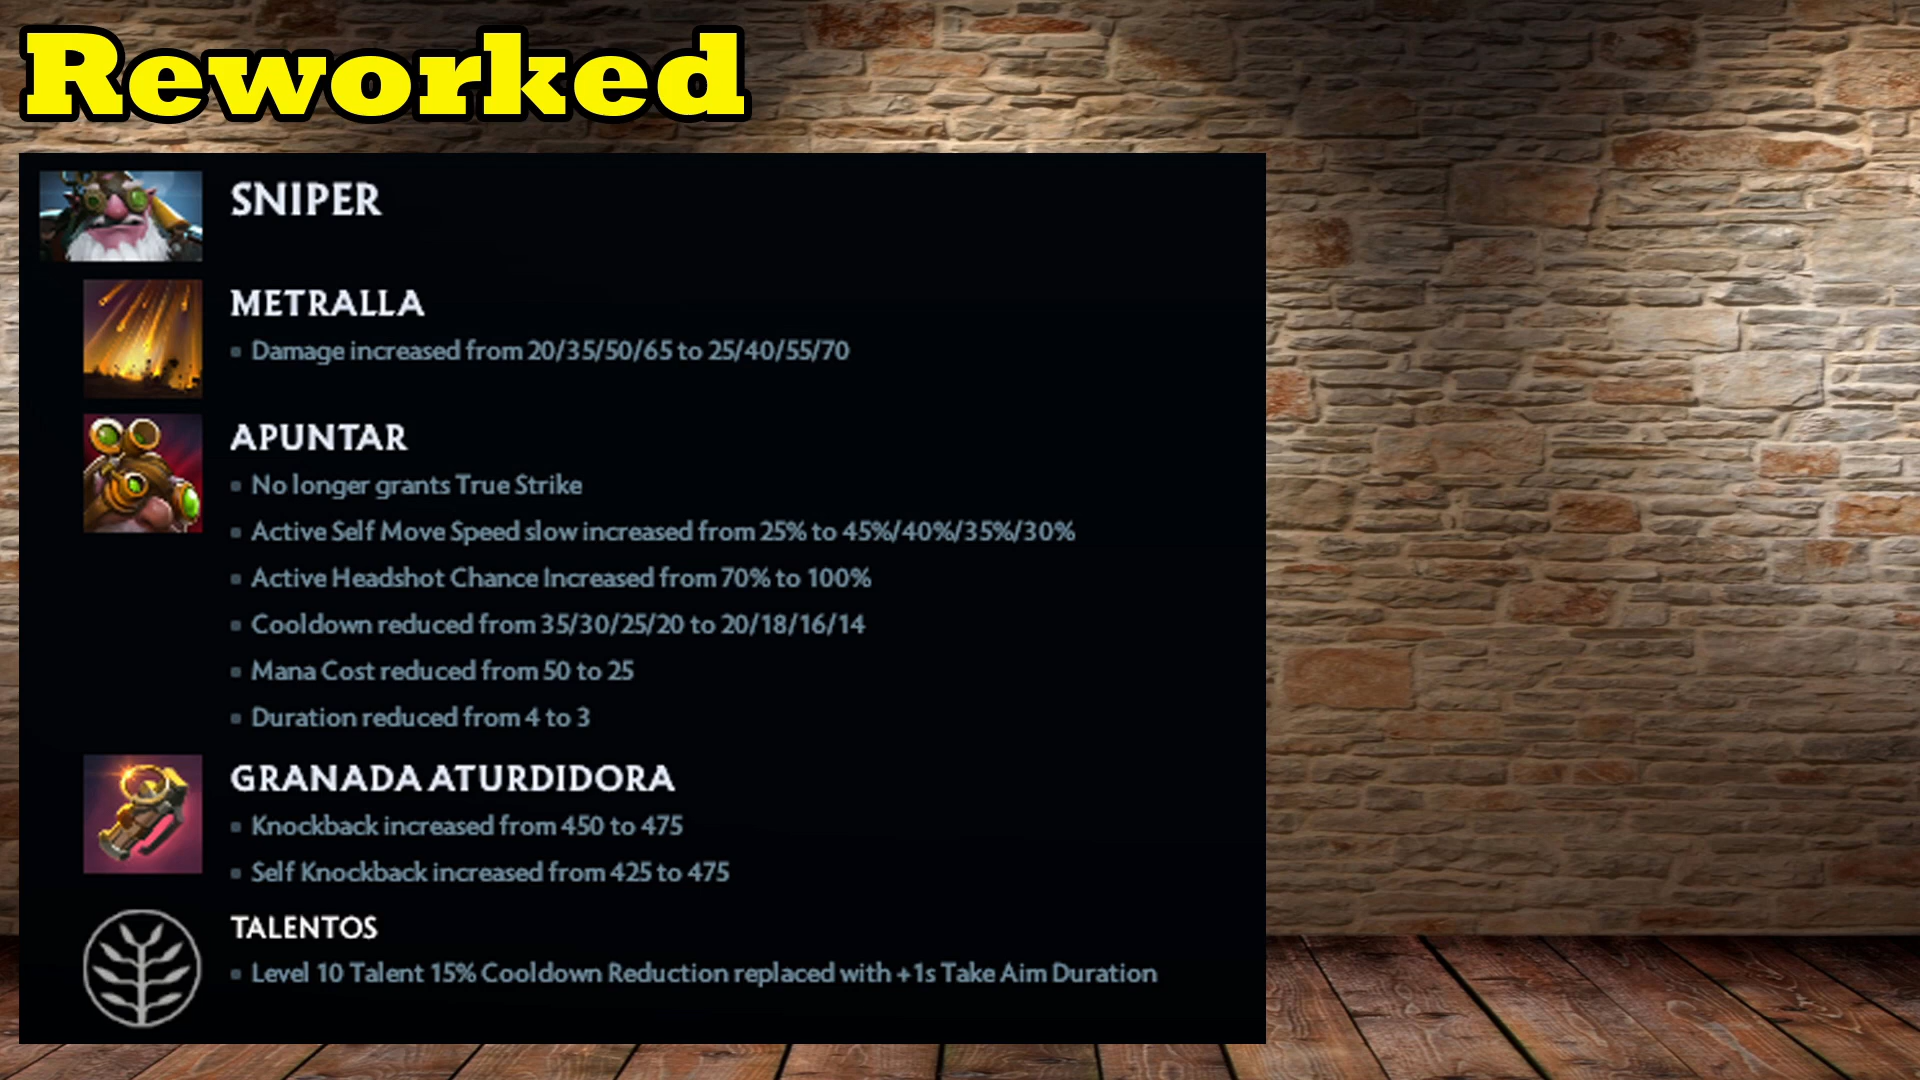 Reworked
SNIPER
METRALLA
Damage increased from 20/35/50/65 to 25/40/55/70
APUNTAR
No longer grants True Strike
Active Self Move Speed slow increased from 25% to 45%/40%/35%/30%
Active Headshot Chance Increased from 70% to 100%
Cooldown reduced from 35/30/25/20 to 20/18/16/14
Mana Cost reduced from 50 to 25
Duration reduced from 4 to 3
GRANADA ATURDIDORA
Knockback increased from 450 to 475
Self Knockback increased from 425 to 475
TALENTOS
Level 10 Talent 15% Cooldown Reduction replaced with +1s Take Aim Duration